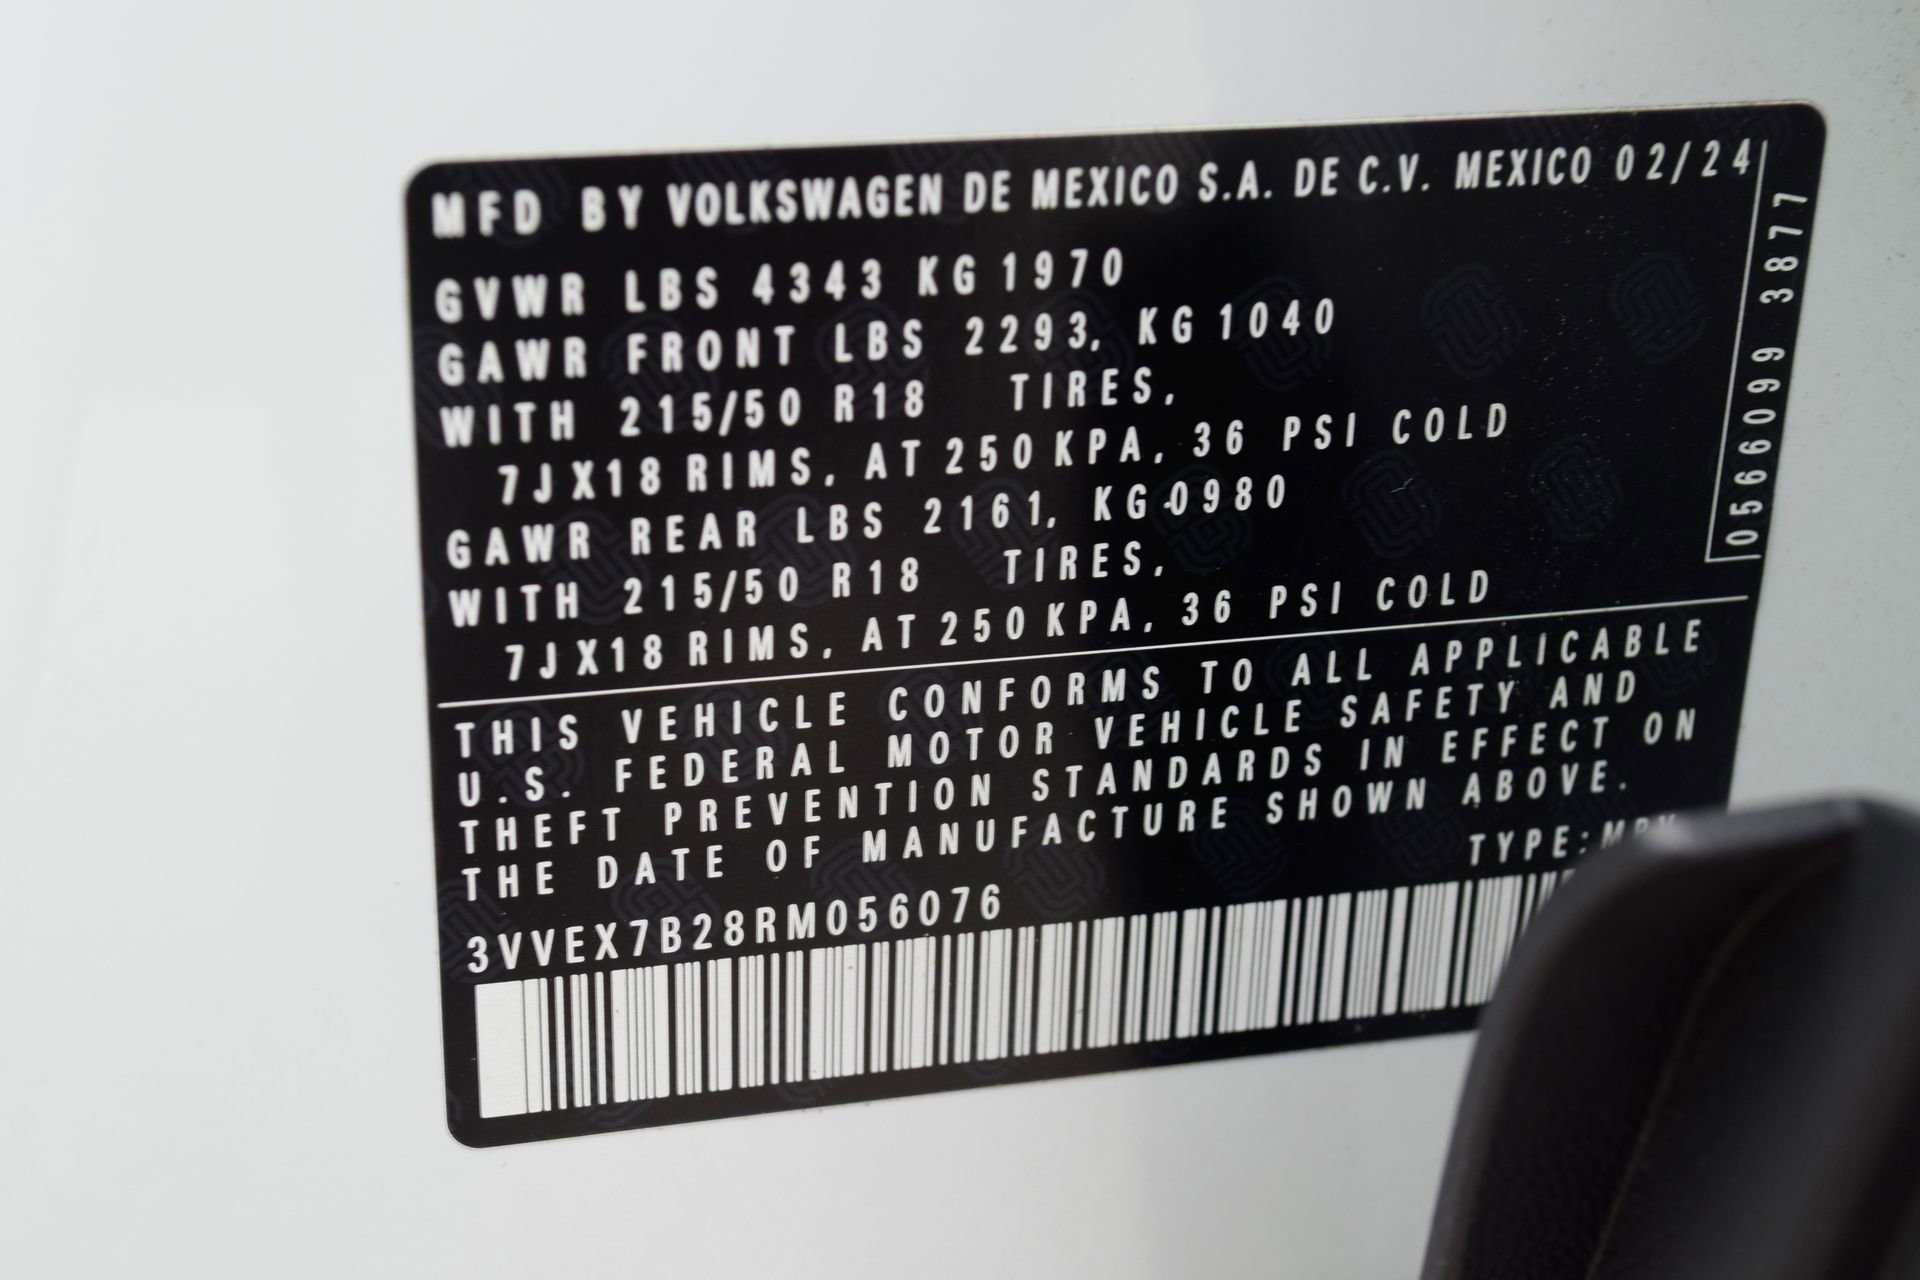 MFD BY VOLKSWAGEN DE MEXICO S.A. DE C.V. MEXICO 02/24
GVWR LBS 4343 KG 1970
GAWR FRONT LBS 2293, KG 1040
WITH 215/50 R18 TIRES,
7JX18 RIMS, AT 250 KPA, 36 PSI COLD
GAWR REAR LBS 2161, KG 0980
WITH 215/50 R18 TIRES,
7JX18 RIMS, AT 250 KPA, 36 PSI COLD
0566099 3877
THIS VEHICLE CONFORMS TO ALL APPLICABLE
U.S. FEDERAL MOTOR VEHICLE SAFETY AND
THEFT PREVENTION STANDARDS IN EFFECT ON
THE DATE OF MANUFACTURE SHOWN ABOVE.
TYPE:
3VVEX7B28RM056076